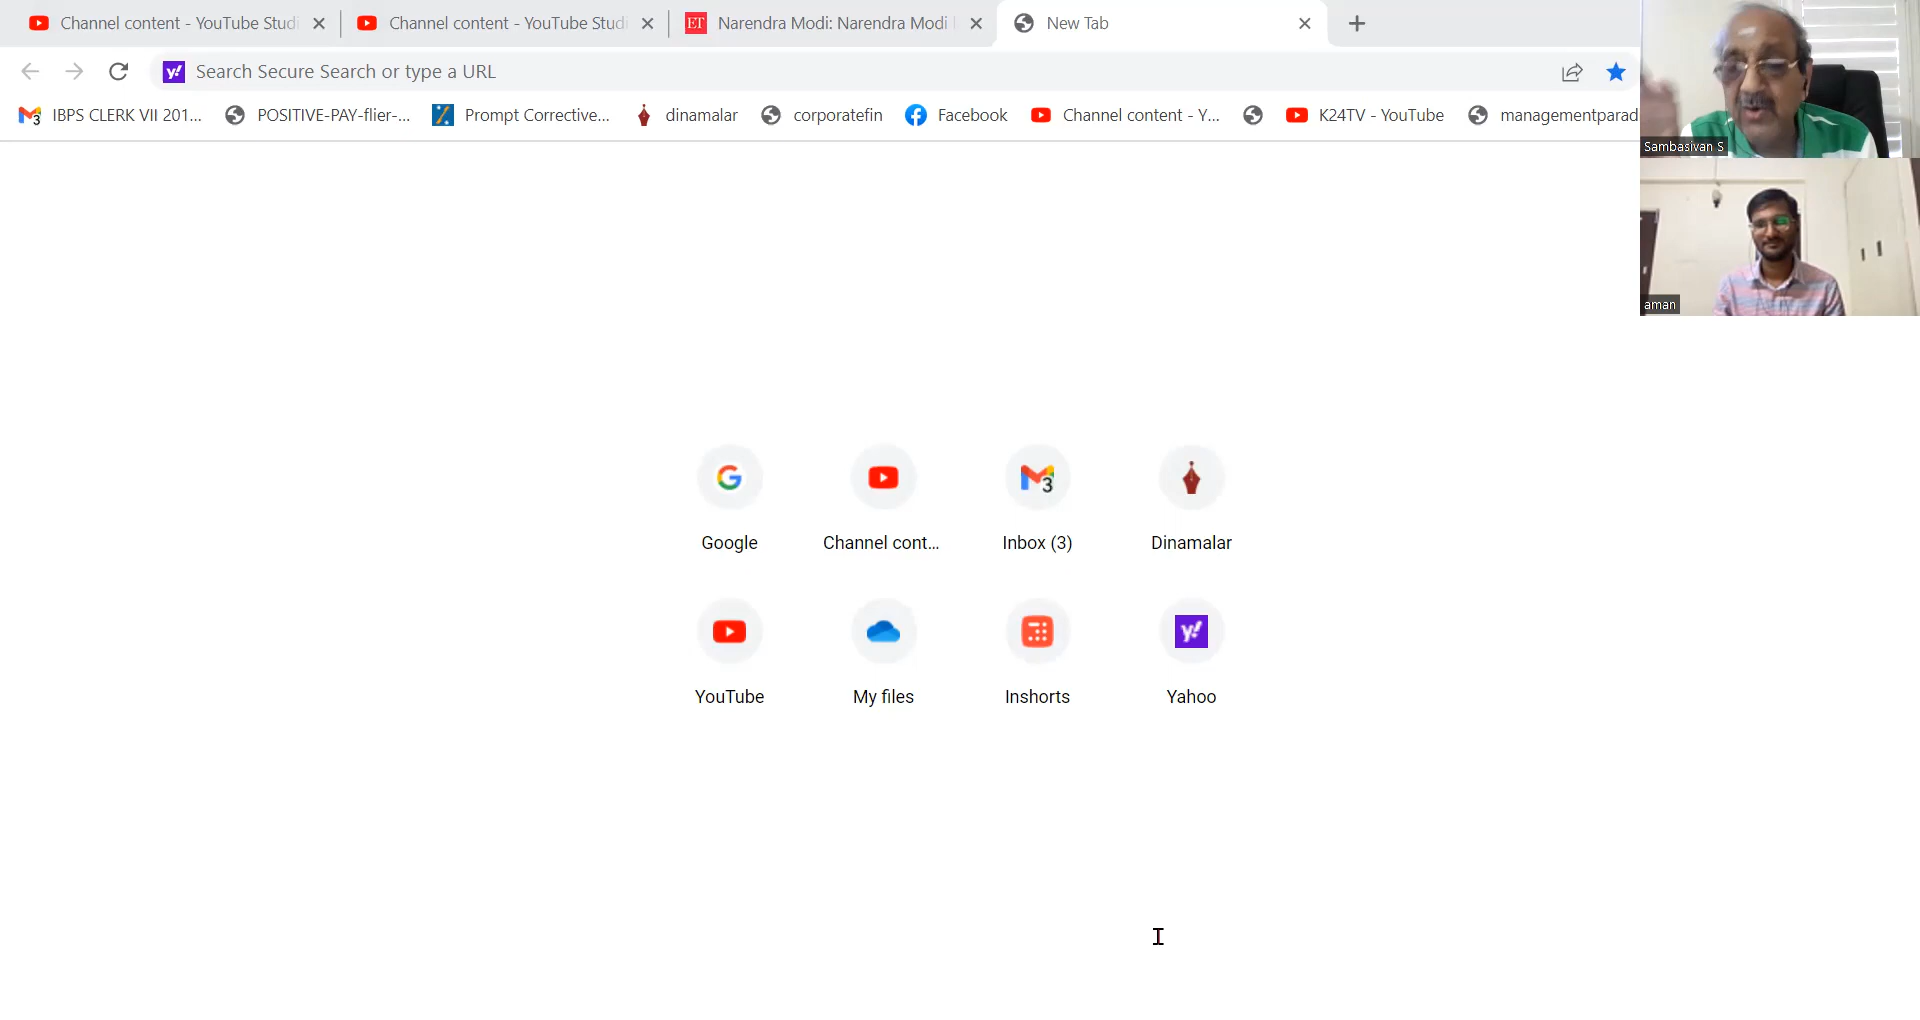 Channel content - YouTube Studi
Channel content - YouTube Studi
ET Narendra Modi: Narendra Modi
New Tab
y! Search Secure Search or type a URL
IBPS CLERK VII 201...
POSITIVE-PAY-flier-...
Prompt Corrective...
dinamalar
corporatefin
Facebook
Channel content - Y...
K24TV - YouTube
managementparad
Sambasivan S
aman
Google
Channel cont...
3
Inbox (3)
Dinamalar
YouTube
My files
Inshorts
y!
Yahoo